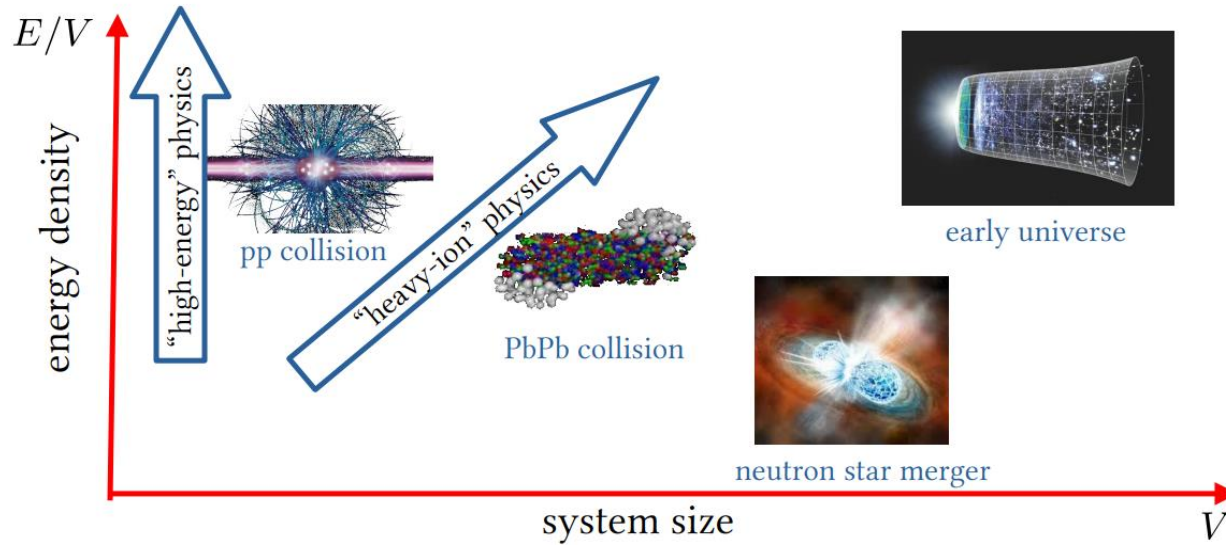 E/V
energy density
“high-energy” physics
pp collision
“heavy-ion” physics
PbPb collision
early universe
neutron star merger
system size
V